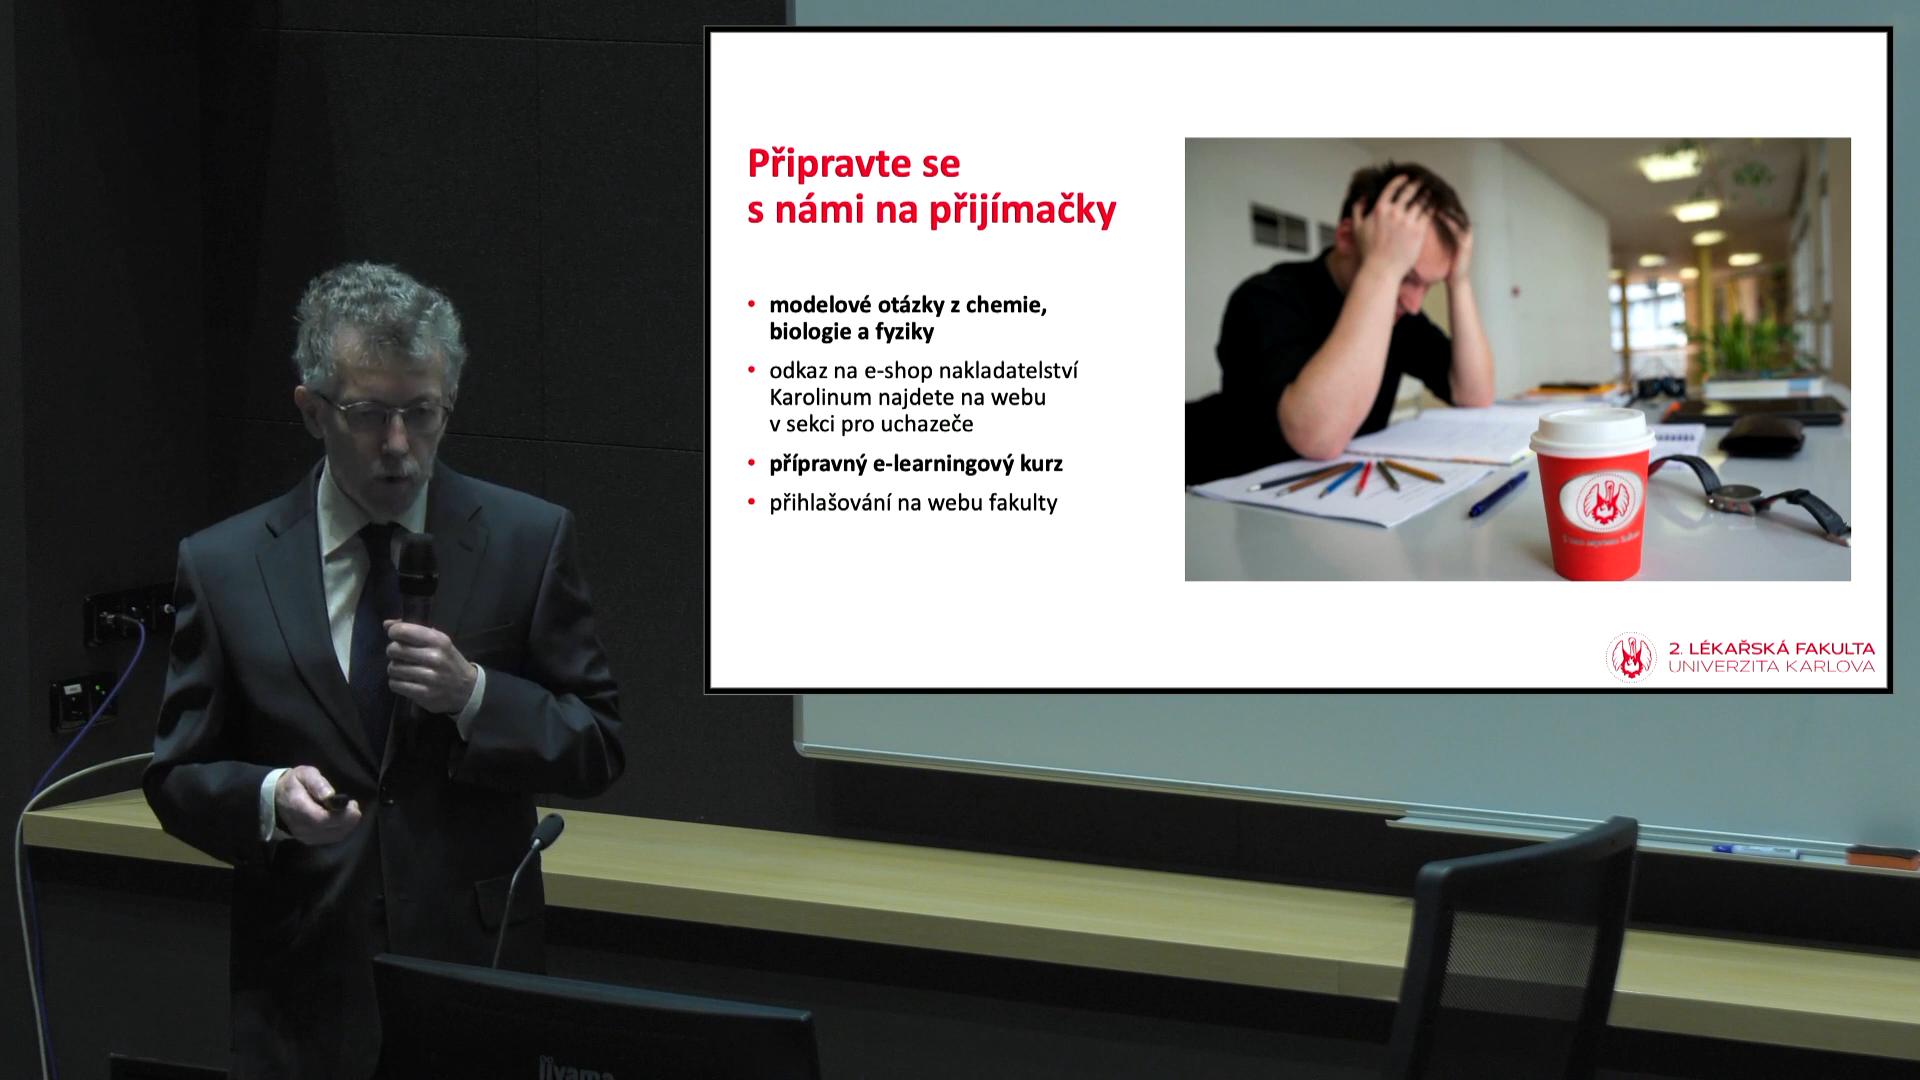 Připravte se
s námi na přijímačky
• modelové otázky z chemie,
biologie a fyziky
• odkaz na e-shop nakladatelství
Karolinum najdete na webu
v sekci pro uchazeče
• přípravný e-learningový kurz
• přihlašování na webu fakulty
2. LÉKAŘSKÁ FAKULTA
UNIVERZITA KARLOVA
iiyama